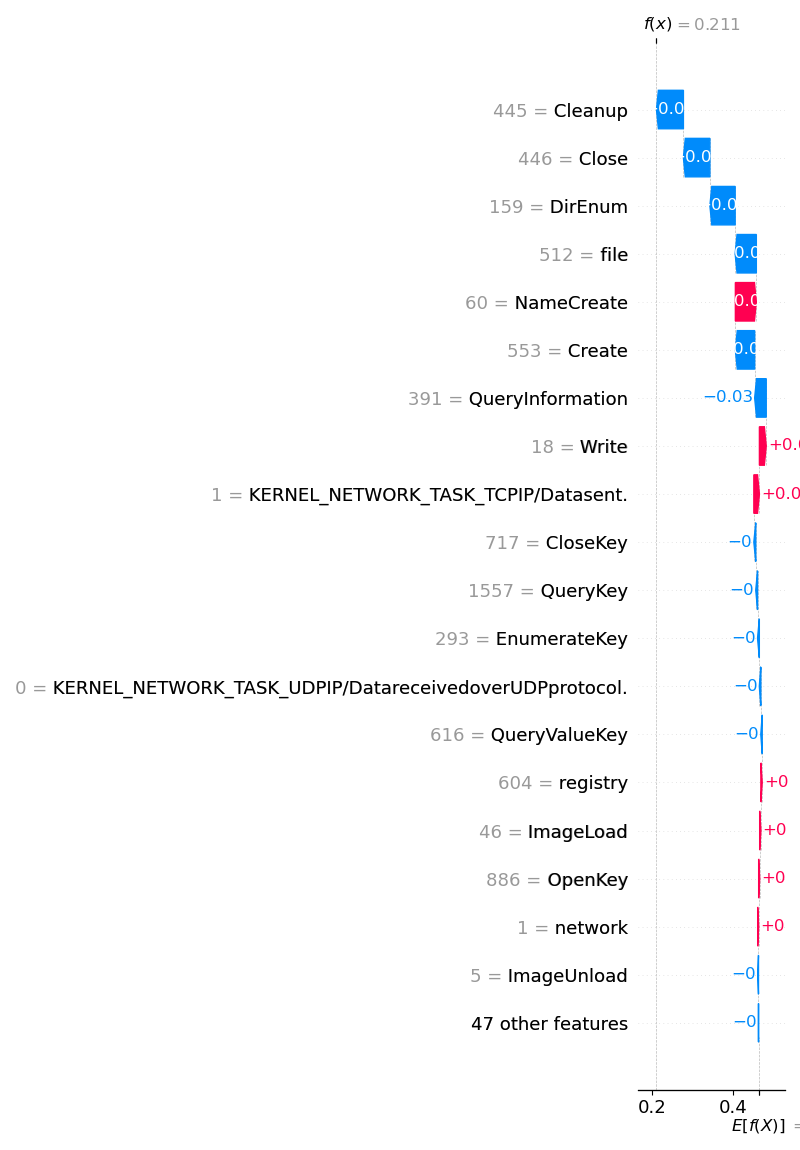 f(x) = 0.211
445 = Cleanup
446 = Close
159 = DirEnum
512 = file
60 = NameCreate
553 = Create
391 = QueryInformation
−0.03
18 = Write
1 = KERNEL_NETWORK_TASK_TCPIP/Datasent.
717 = CloseKey
−0
1557 = QueryKey
−0
293 = EnumerateKey
−0
0 = KERNEL_NETWORK_TASK_UDPIP/DatareceivedoverUDPprotocol.
−0
616 = QueryValueKey
−0
604 = registry
+0
46 = ImageLoad
+0
886 = OpenKey
+0
1 = network
+0
5 = ImageUnload
−0
47 other features
−0
0.2 0.4
E[f(X)] =